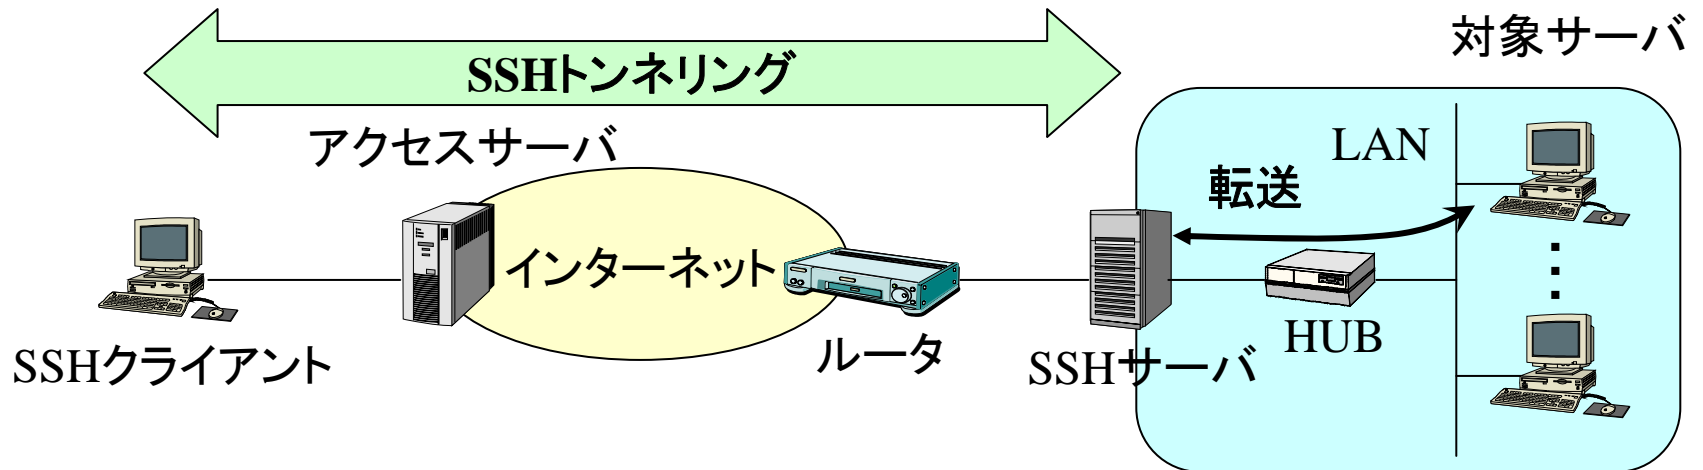 対象サーバ
SSHトンネリング
アクセスサーバ
LAN
転送
インターネット
SSHクライアント
ルータ
SSHサーバ
HUB